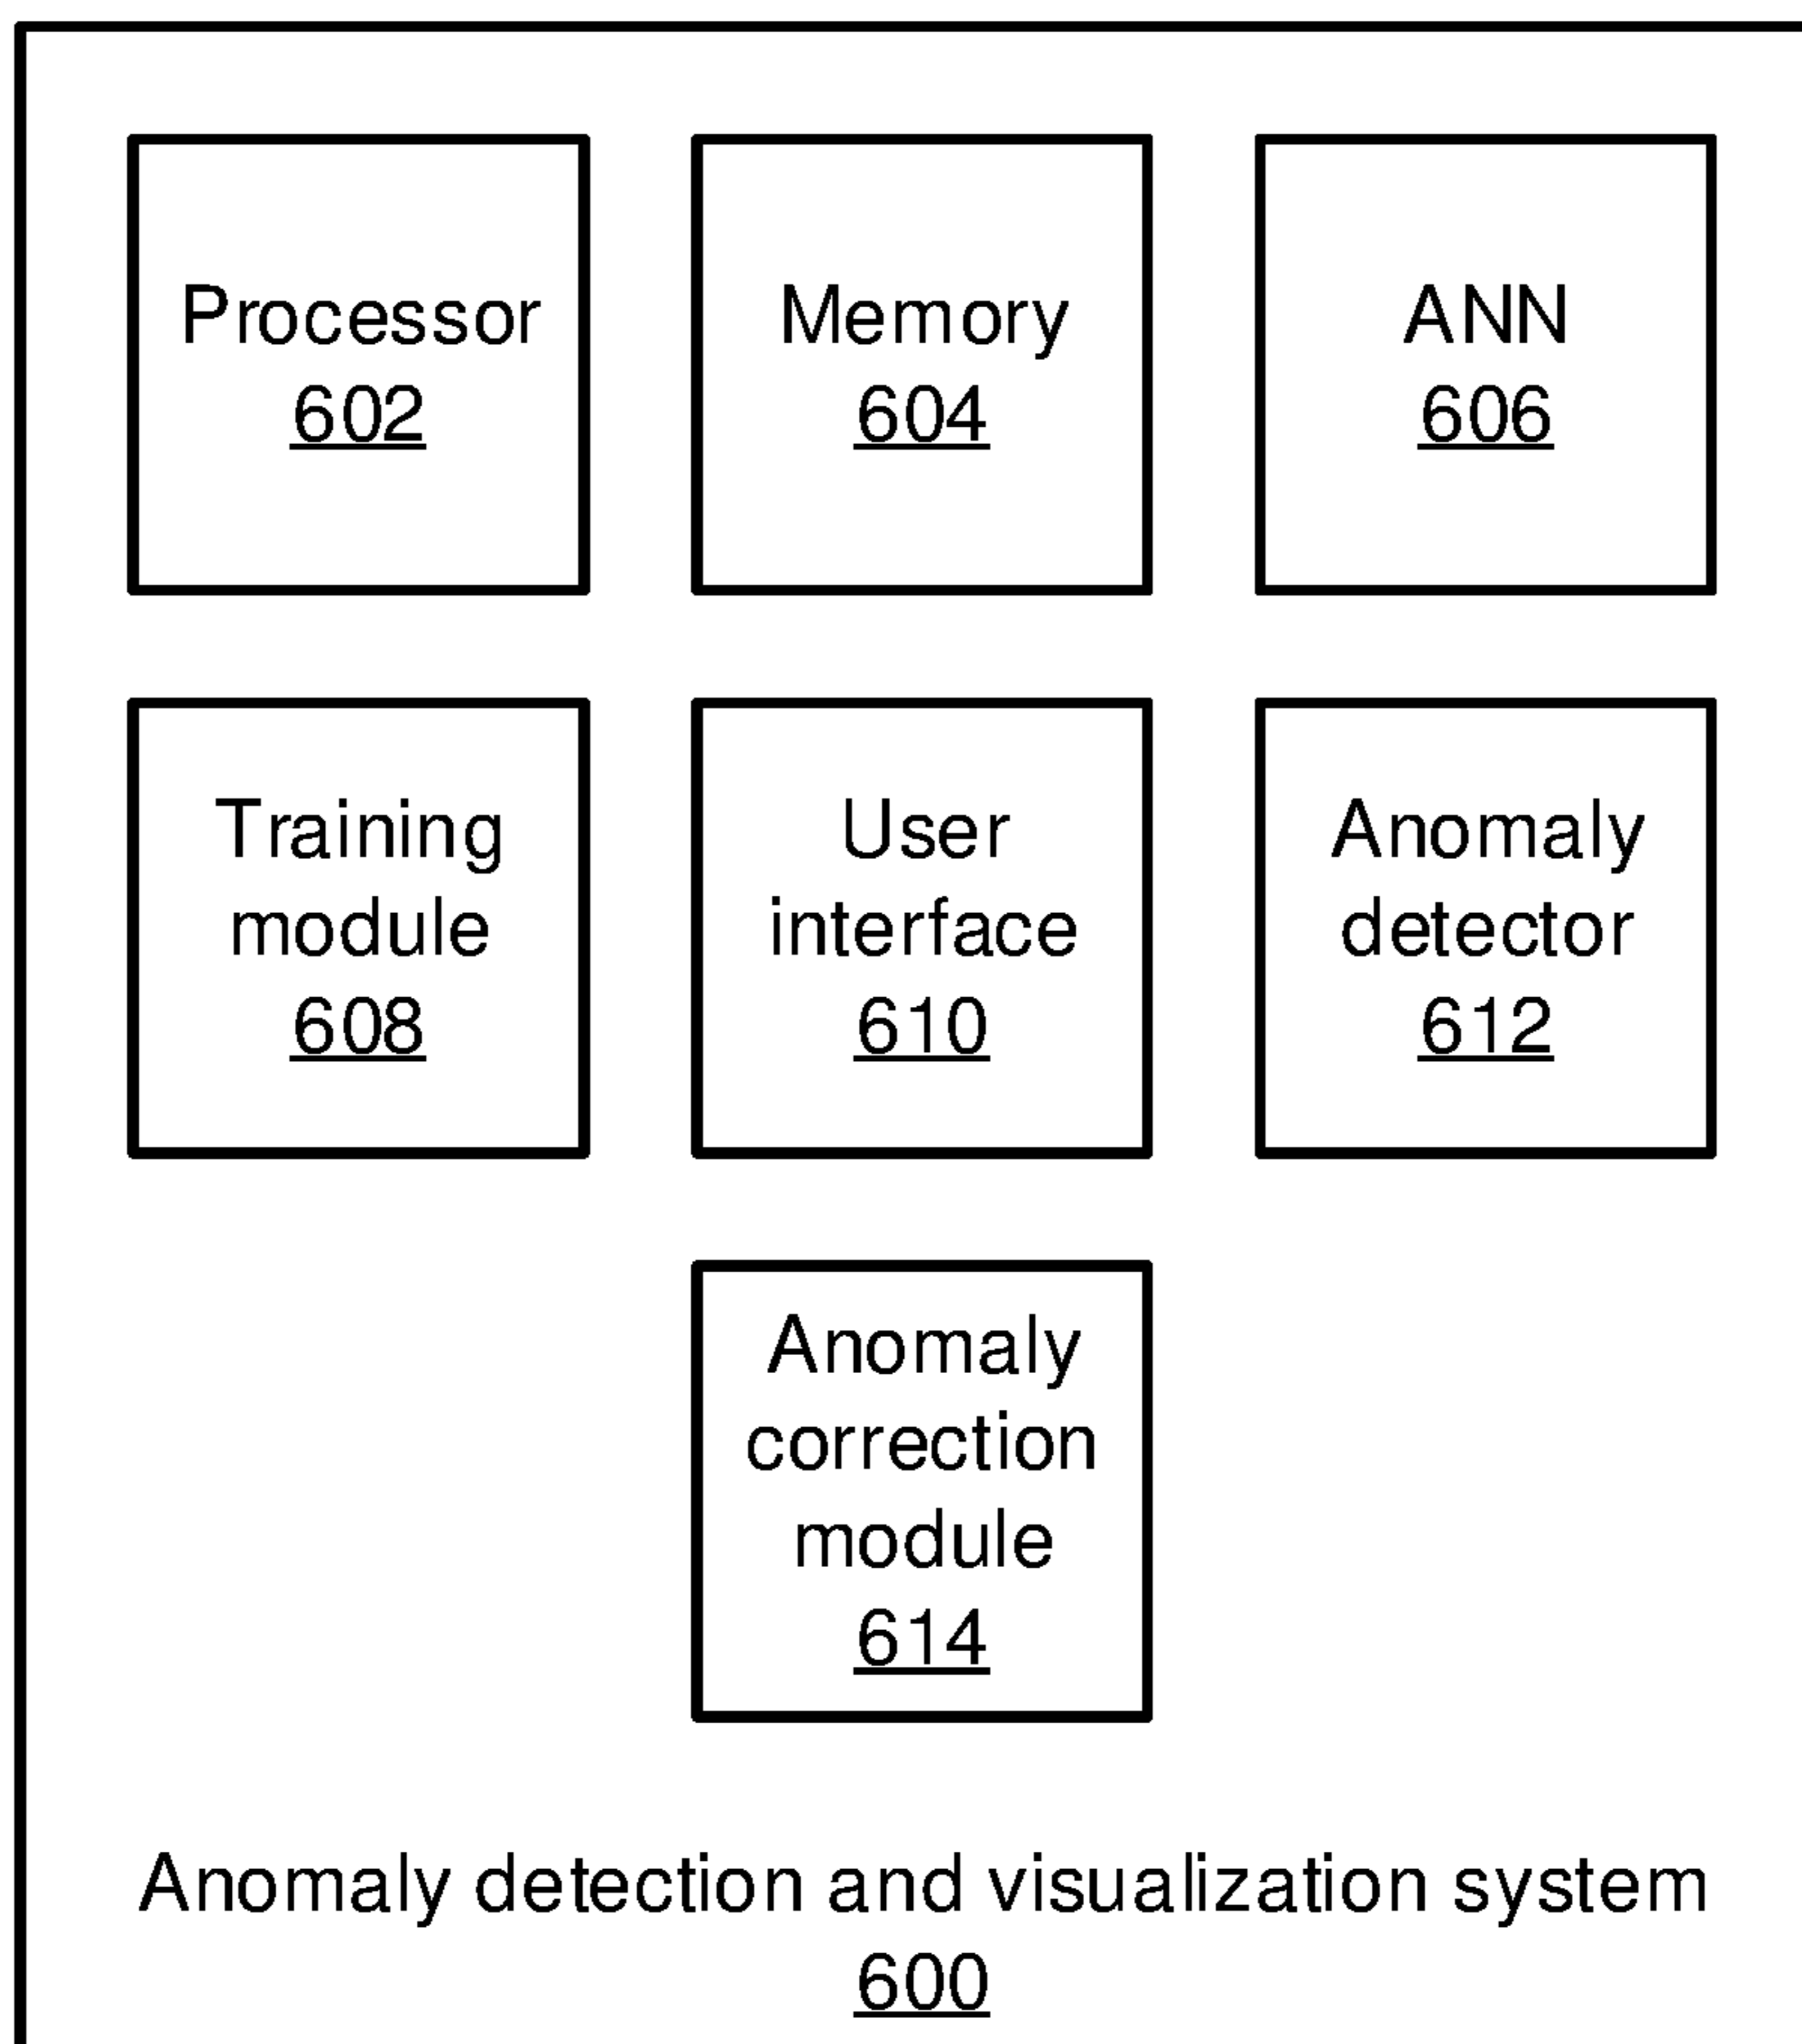 Processor
602
Memory
604
ANN
606
Training
module
608
User
interface
610
Anomaly
detector
612
Anomaly
correction
module
614
Anomaly detection and visualization system
600